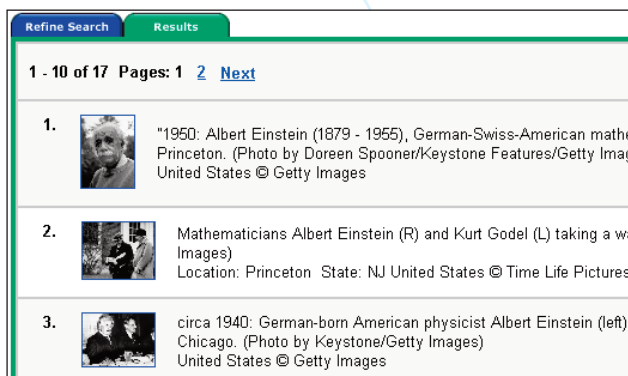 Refine Search Results
1 - 10 of 17 Pages: 1 2 Next
1.
"1950: Albert Einstein (1879 - 1955), German-Swiss-American mathe
Princeton. (Photo by Doreen Spooner/Keystone Features/Getty Imag
United States © Getty Images
2.
Mathematicians Albert Einstein (R) and Kurt Godel (L) taking a wa
Images)
Location: Princeton State: NJ United States © Time Life Pictures
3.
circa 1940: German-born American physicist Albert Einstein (left)
Chicago. (Photo by Keystone/Getty Images)
United States © Getty Images